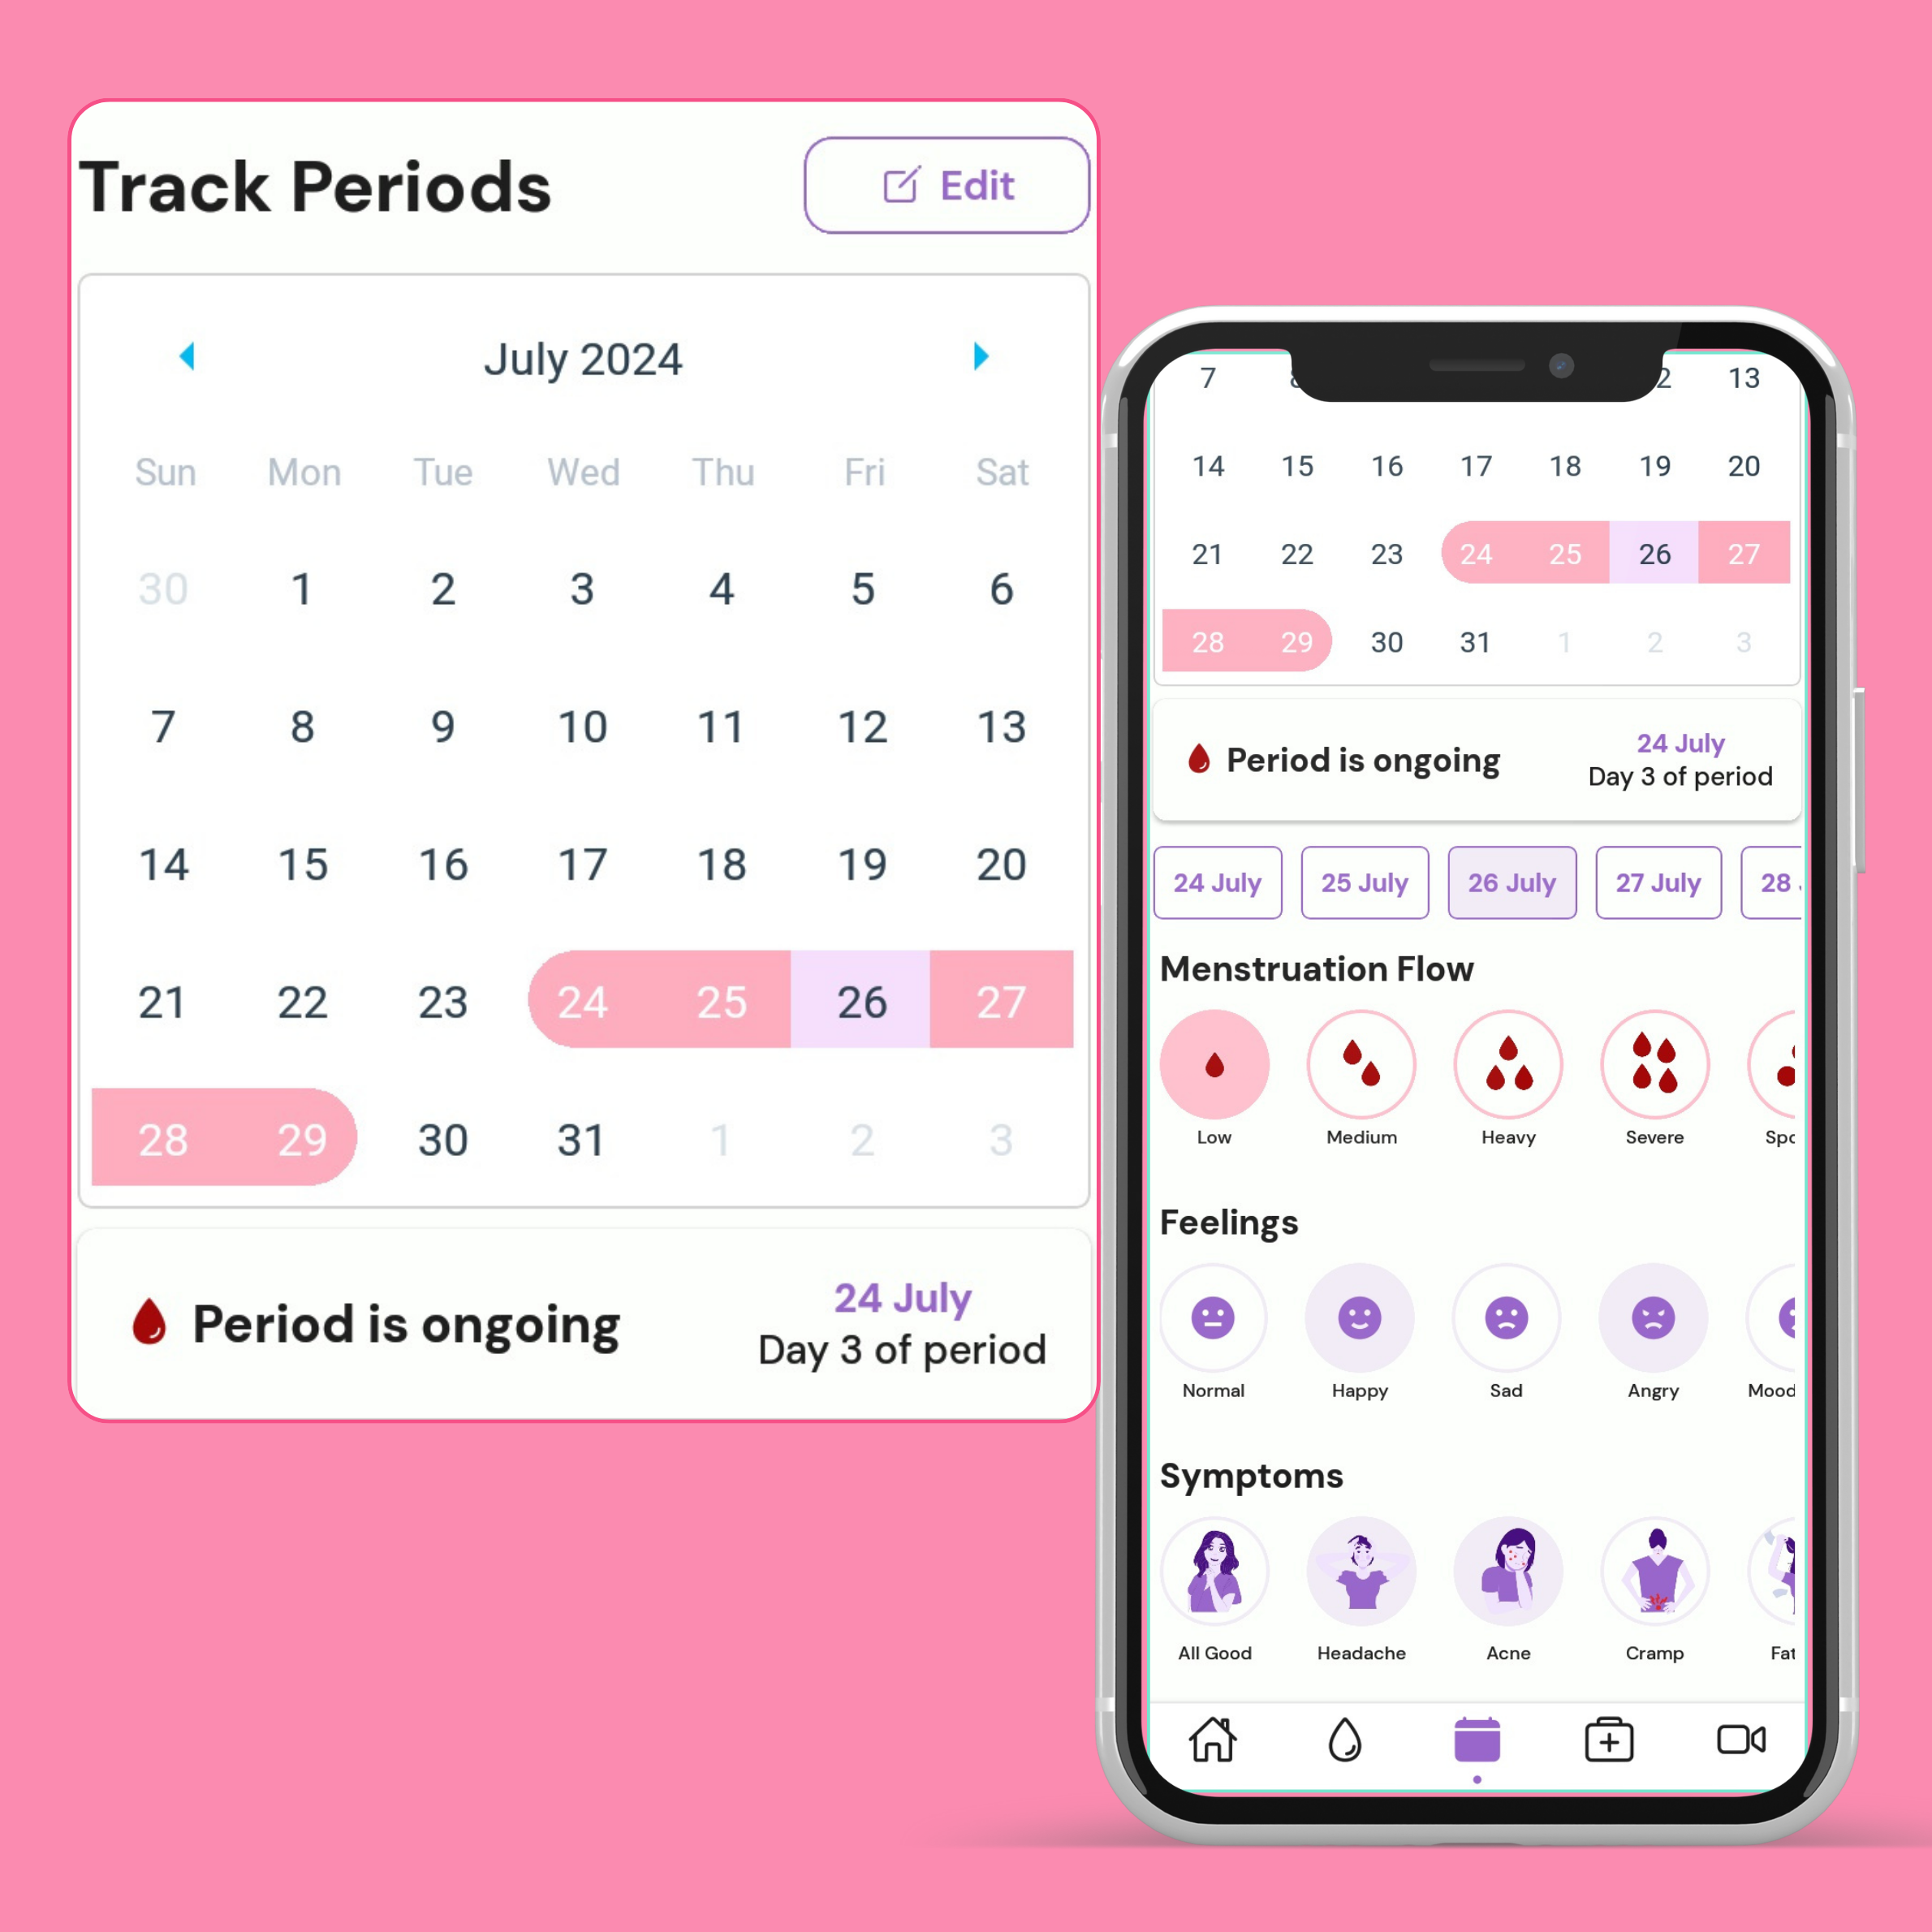 Track Periods
Edit
July 2024
Sun Mon Tue Wed Thu Fri Sat
30 1 2 3 4 5 6
7 8 9 10 11 12 13
14 15 16 17 18 19 20
21 22 23 24 25 26 27
28 29 30 31 1 2 3
Period is ongoing
24 July
Day 3 of period
7 13
14 15 16 17 18 19 20
21 22 23 24 25 26 27
28 29 30 31 1 2 3
Period is ongoing
24 July
Day 3 of period
24 July 25 July 26 July 27 July 28
Menstruation Flow
Low Medium Heavy Severe
Feelings
Normal Happy Sad Angry Mood
Symptoms
All Good Headache Acne Cramp